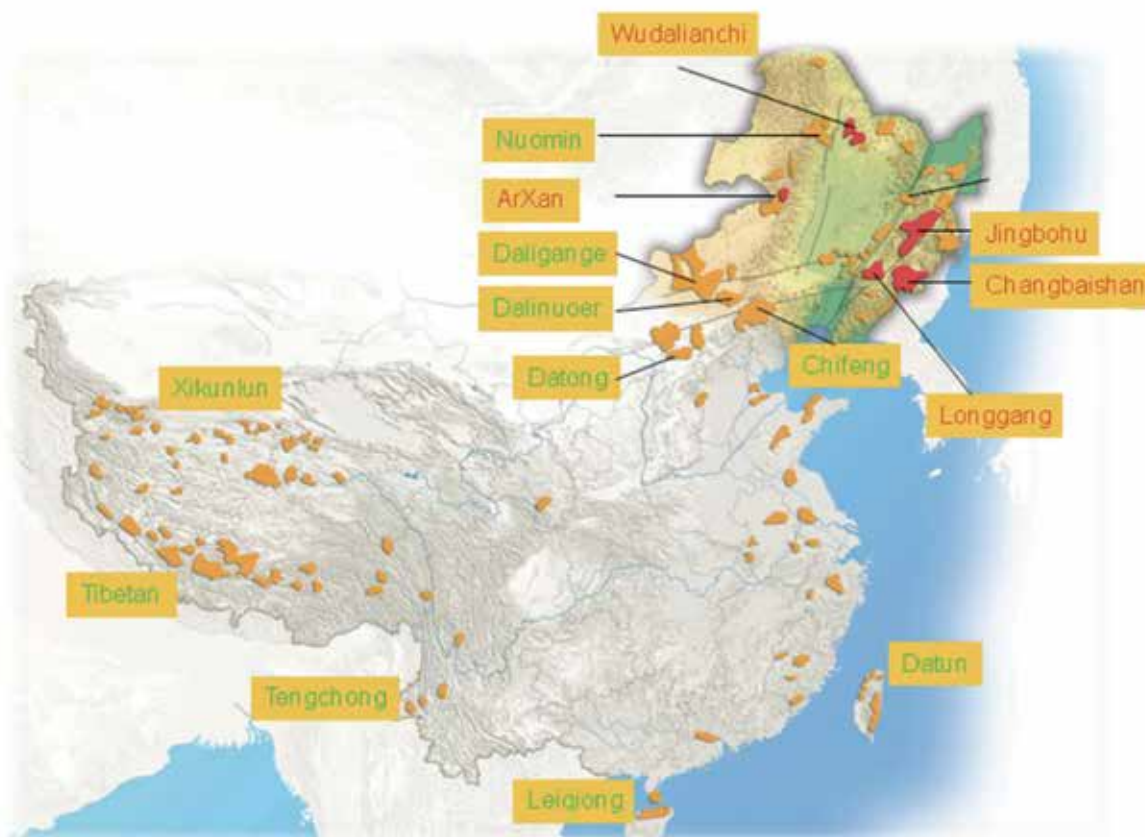 Wudalianchi
Nuomin
ArXan
Jingbohu
Daligange
Changbaishan
Dalinuoer
Chifeng
Datong
Xikunlun
Longgang
Tibetan
Datun
Tengchong
Leiqiong